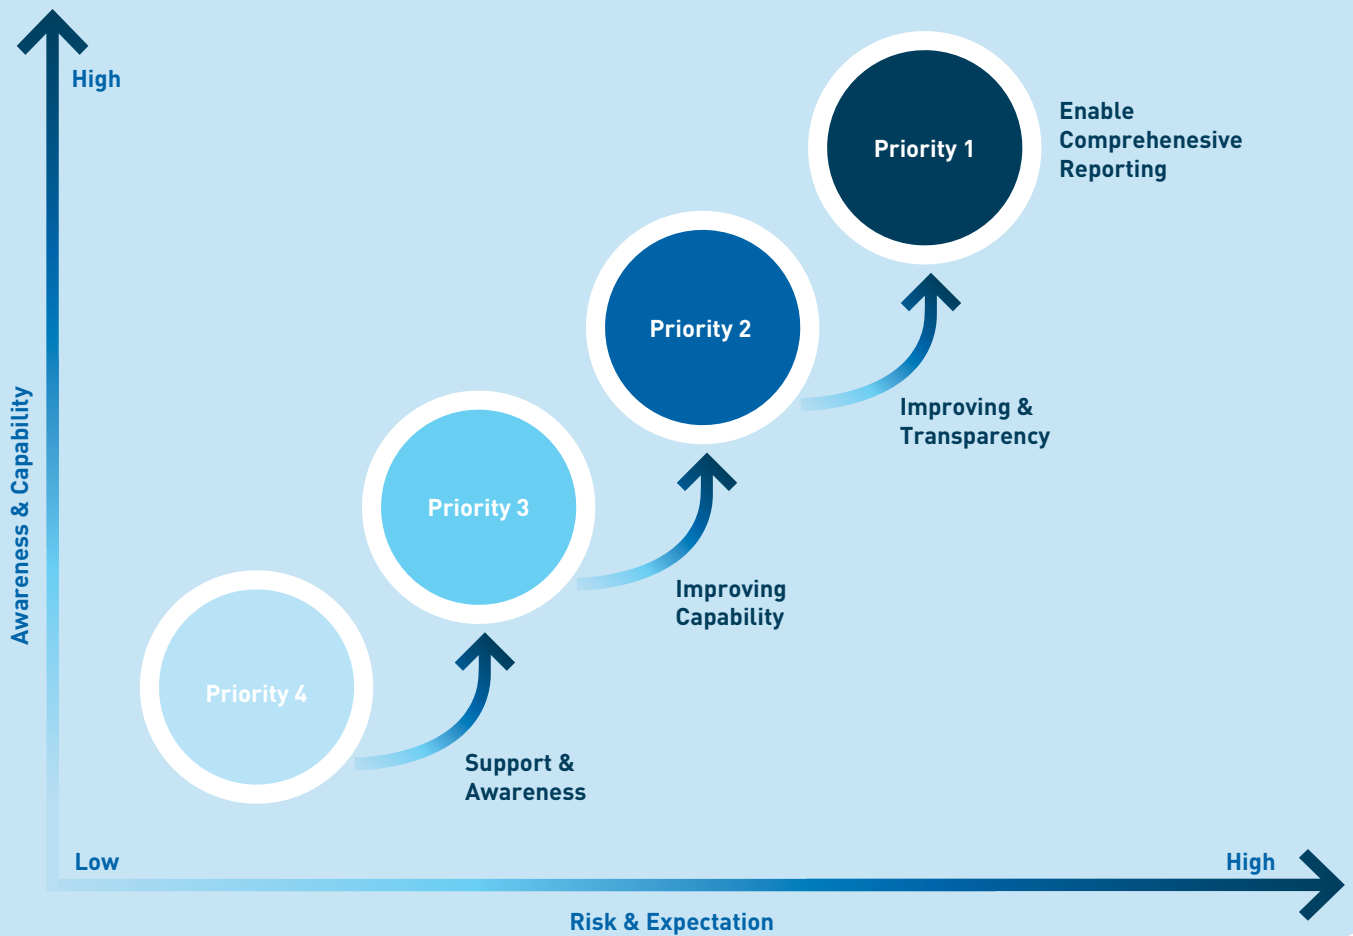 High
Priority 1
Enable
Comprehenesive
Reporting
Priority 2
Improving &
Transparency
Priority 3
Improving
Capability
Priority 4
Support &
Awareness
Awareness & Capability
Low
High
Risk & Expectation